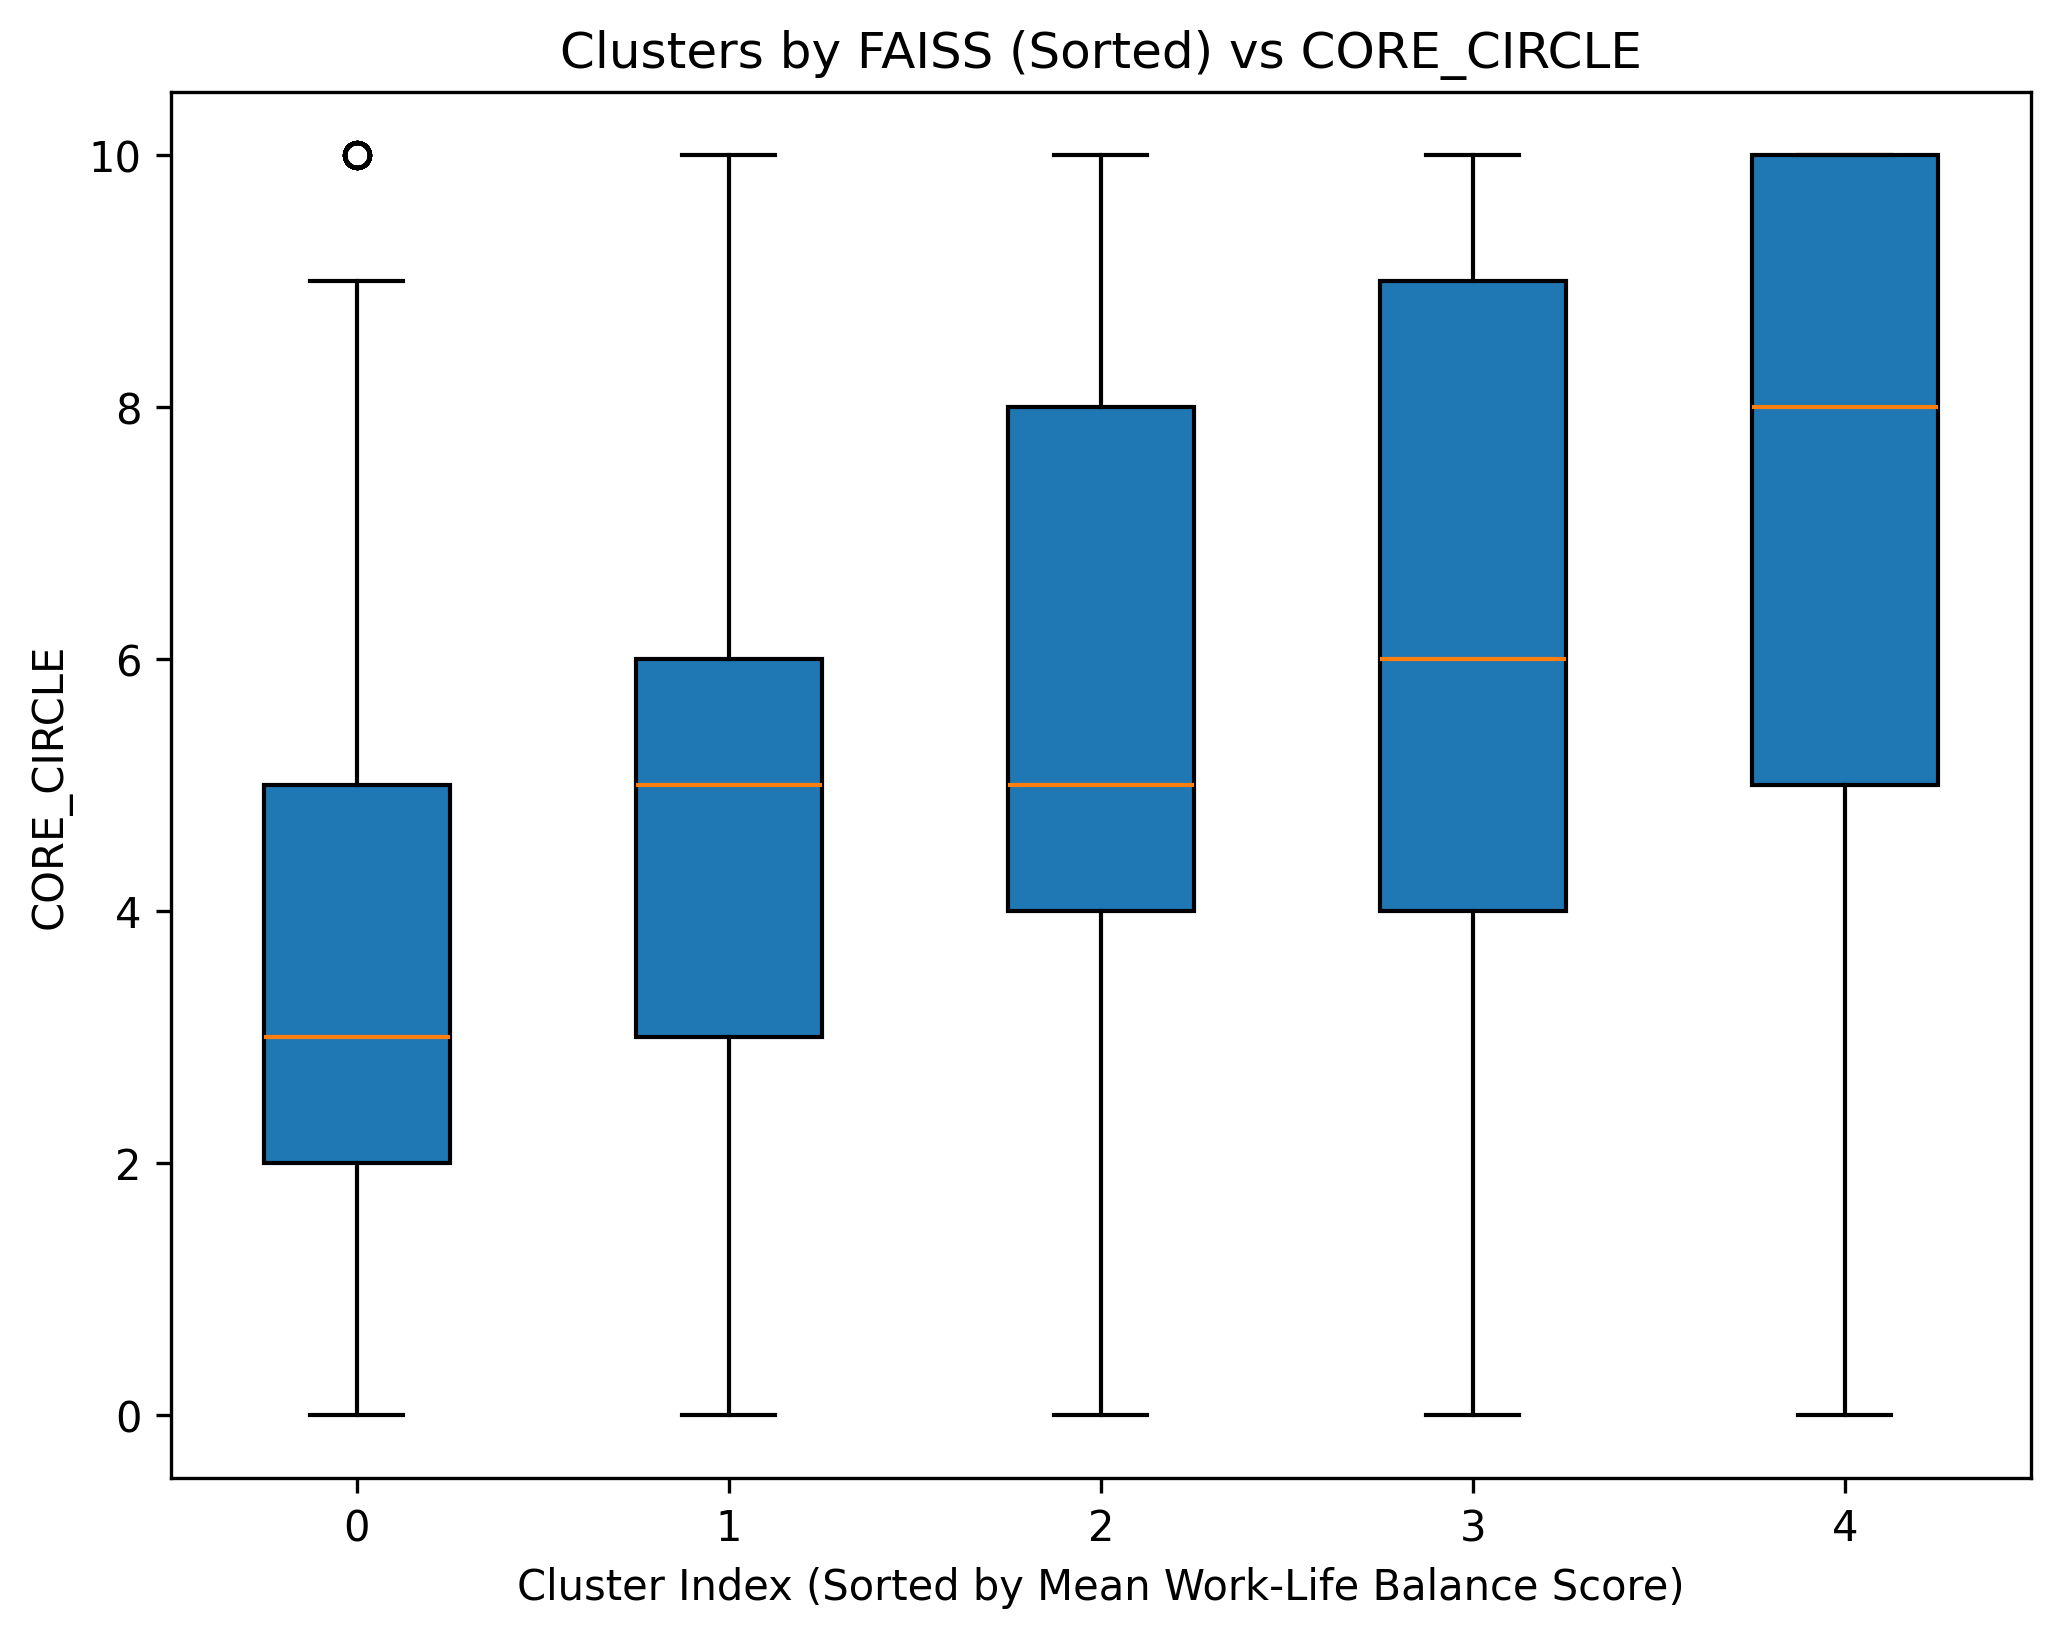 Clusters by FAISS (Sorted) vs CORE_CIRCLE
CORE_CIRCLE
10
8
6
4
2
0
0 1 2 3 4
Cluster Index (Sorted by Mean Work-Life Balance Score)